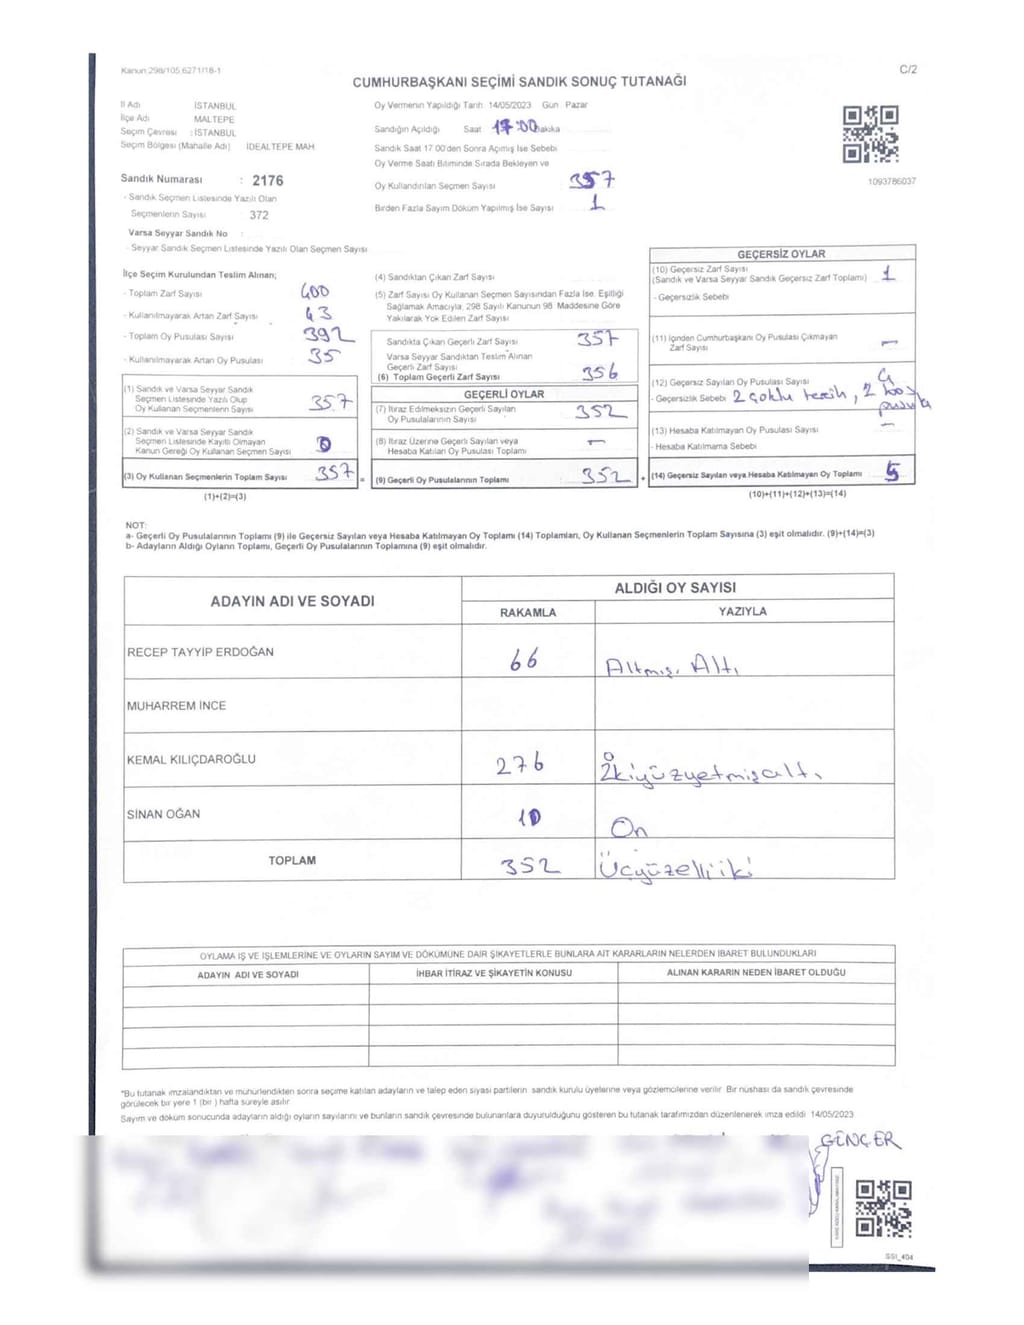 Kanun:298/105,6271/18-1
C/2
CUMHURBAŞKANI SEÇİMİ SANDIK SONUÇ TUTANAĞI
İl Adı İSTANBUL
İlçe Adı MALTEPE
Seçim Çevresi : İSTANBUL
Seçim Bölgesi (Mahalle Adı) İDEALTEPE MAH
Sandık Numarası : 2176
- Sandık Seçmen Listesinde Yazılı Olan
Seçmenlerin Sayısı 372
Varsa Seyyar Sandık No :
- Seyyar Sandık Seçmen Listesinde Yazılı Olan Seçmen Sayısı
Oy Vermenin Yapıldığı Tarih 14/05/2023 Gün Pazar
Sandığın Açıldığı Saat 17:00 Dakika
Sandık Saat 17:00'den Sonra Açımış İse Sebebi
Oy Verme Saati Bitiminde Sırada Bekleyen ve
Oy Kullandırılan Seçmen Sayısı 357
Birden Fazla Sayım Döküm Yapılmış İse Sayısı 1
1093786037
İlçe Seçim Kurulundan Teslim Alınan;
- Toplam Zarf Sayısı 400
- Kullanılmayarak Artan Zarf Sayısı 43
- Toplam Oy Pusulası Sayısı 392
- Kullanılmayarak Artan Oy Pusulası 35
(1) Sandık ve Varsa Seyyar Sandık
Seçmen Listesinde Yazılı Olup
Oy Kullanan Seçmenlerin Sayısı 357
(2) Sandık ve Varsa Seyyar Sandık
Seçmen Listesinde Kayıtlı Olmayan
Kanun Gereği Oy Kullanan Seçmen Sayısı 0
(3) Oy Kullanan Seçmenlerin Toplam Sayısı 357
(1)+(2)=(3)
(4) Sandıktan Çıkan Zarf Sayısı
(5) Zarf Sayısı Oy Kullanan Seçmen Sayısından Fazla İse, Eşitliği
Sağlamak Amacıyla, 298 Sayılı Kanunun 98. Maddesine Göre
Yakılarak Yok Edilen Zarf Sayısı
Sandıkta Çıkan Geçerli Zarf Sayısı 357
Varsa Seyyar Sandıktan Teslim Alınan
Geçerli Zarf Sayısı
(6) Toplam Geçerli Zarf Sayısı 356
GEÇERLİ OYLAR
(7) İtiraz Edilmeksizin Geçerli Sayılan
Oy Pusulalarının Sayısı 352
(8) İtiraz Üzerine Geçerli Sayılan veya
Hesaba Katılan Oy Pusulası Toplamı -
= (9) Geçerli Oy Pusulalarının Toplamı 352 +
GEÇERSİZ OYLAR
(10) Geçersiz Zarf Sayısı
(Sandık ve Varsa Seyyar Sandık Geçersiz Zarf Toplamı) 1
- Geçersizlik Sebebi
(11) İçinden Cumhurbaşkanı Oy Pusulası Çıkmayan
Zarf Sayısı -
(12) Geçersiz Sayılan Oy Pusulası Sayısı 4
- Geçersizlik Sebebi 2 çoklu tercih, 2 boş
pusula
(13) Hesaba Katılmayan Oy Pusulası Sayısı -
- Hesaba Katılmama Sebebi
(14) Geçersiz Sayılan veya Hesaba Katılmayan Oy Toplamı 5
(10)+(11)+(12)+(13)=(14)
NOT:
a- Geçerli Oy Pusulalarının Toplamı (9) ile Geçersiz Sayılan veya Hesaba Katılmayan Oy Toplamı (14) Toplamları, Oy Kullanan Seçmenlerin Toplam Sayısına (3) eşit olmalıdır. (9)+(14)=(3)
b- Adayların Aldığı Oyların Toplamı, Geçerli Oy Pusulalarının Toplamına (9) eşit olmalıdır.
ADAYIN ADI VE SOYADI
ALDIĞI OY SAYISI
RAKAMLA YAZIYLA
RECEP TAYYİP ERDOĞAN 66 Altmış Altı
MUHARREM İNCE
KEMAL KILIÇDAROĞLU 276 İkiyüzyetmişaltı
SİNAN OĞAN 10 On
TOPLAM 352 Üçyüzelliiki
OYLAMA İŞ VE İŞLEMLERİNE VE OYLARIN SAYIM VE DÖKÜMÜNE DAİR ŞİKAYETLERLE BUNLARA AİT KARARLARIN NELERDEN İBARET BULUNDUKLARI
ADAYIN ADI VE SOYADI İHBAR İTİRAZ VE ŞİKAYETİN KONUSU ALINAN KARARIN NEDEN İBARET OLDUĞU
*Bu tutanak imzalandıktan ve mühürlendikten sonra seçime katılan adayların ve talep eden siyasi partilerin sandık kurulu üyelerine veya gözlemcilerine verilir. Bir nüshası da sandık çevresinde
görülecek bir yere 1 (bir) hafta süreyle asılır.
Sayım ve döküm sonucunda adayların aldığı oyların sayılarını ve bunların sandık çevresinde bulunanlara duyurulduğunu gösteren bu tutanak tarafımızdan düzenlenerek imza edildi 14/05/2023
GENÇER
SSI_404